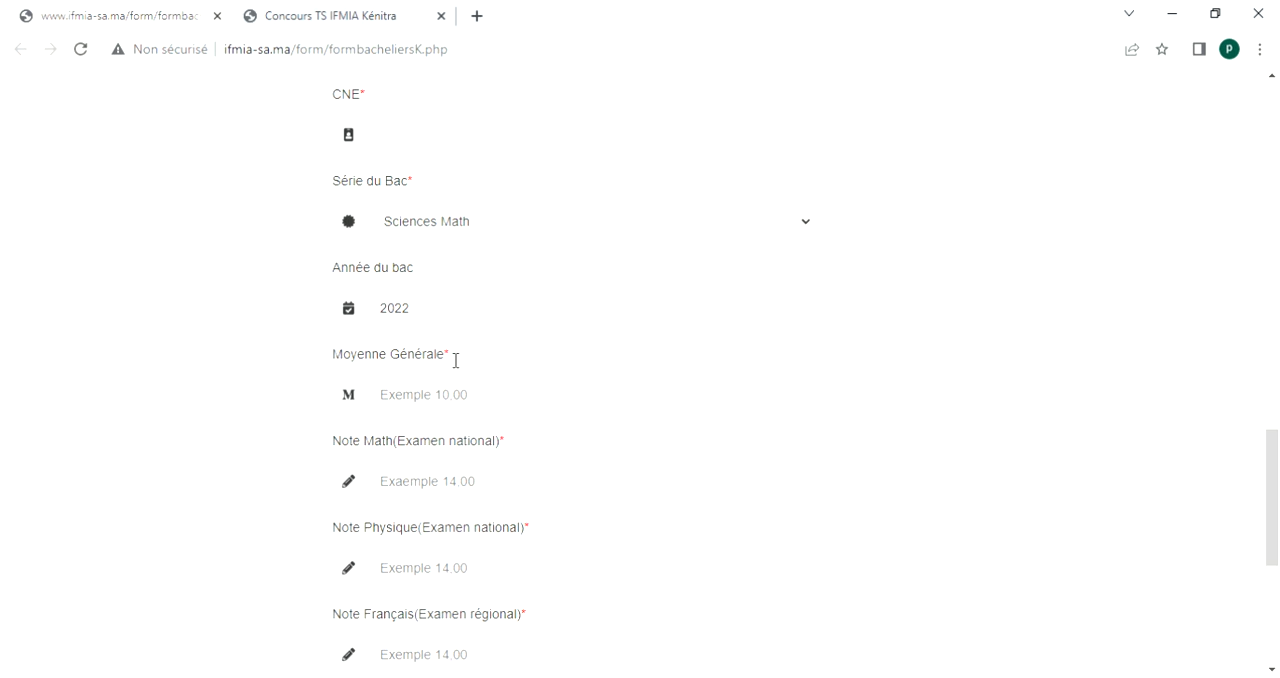 www.ifmia-sa.ma/form/formbac
Concours TS IFMIA Kénitra
Non sécurisé
ifmia-sa.ma/form/formbacheliersK.php
P
CNE*
Série du Bac*
Sciences Math
Année du bac
2022
Moyenne Générale*
M
Exemple 10.00
Note Math(Examen national)*
Exaemple 14.00
Note Physique(Examen national)*
Exemple 14.00
Note Français(Examen régional)*
Exemple 14.00